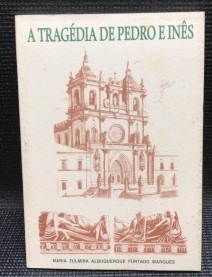 A TRAGÉDIA DE PEDRO E INÊS
MARIA ZULMIRA ALBUQUERQUE FURTADO MARQUES